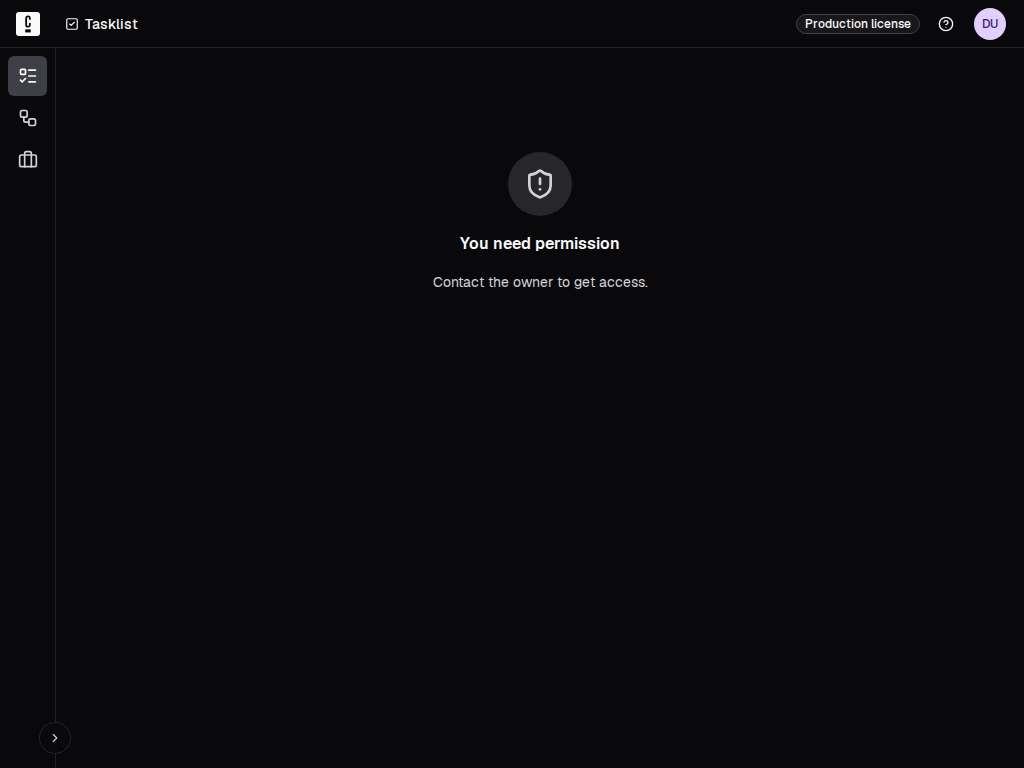 Tasklist
Production license
DU
You need permission
Contact the owner to get access.